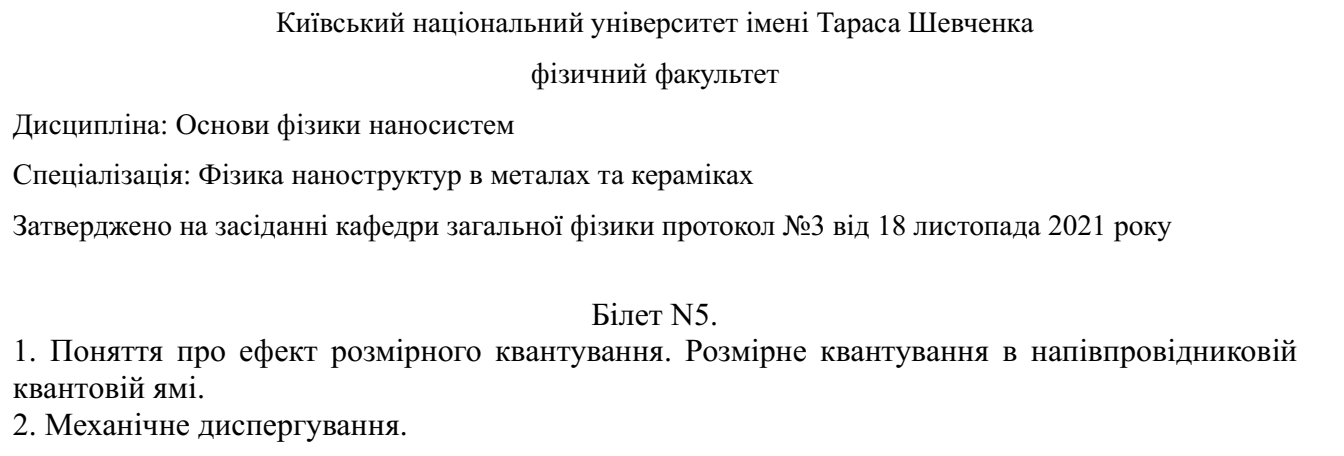 Київський національний університет імені Тараса Шевченка
фізичний факультет
Дисципліна: Основи фізики наносистем
Спеціалізація: Фізика наноструктур в металах та кераміках
Затверджено на засіданні кафедри загальної фізики протокол №3 від 18 листопада 2021 року
Білет N5.
1. Поняття про ефект розмірного квантування. Розмірне квантування в напівпровідниковій
квантовій ямі.
2. Механічне диспергування.